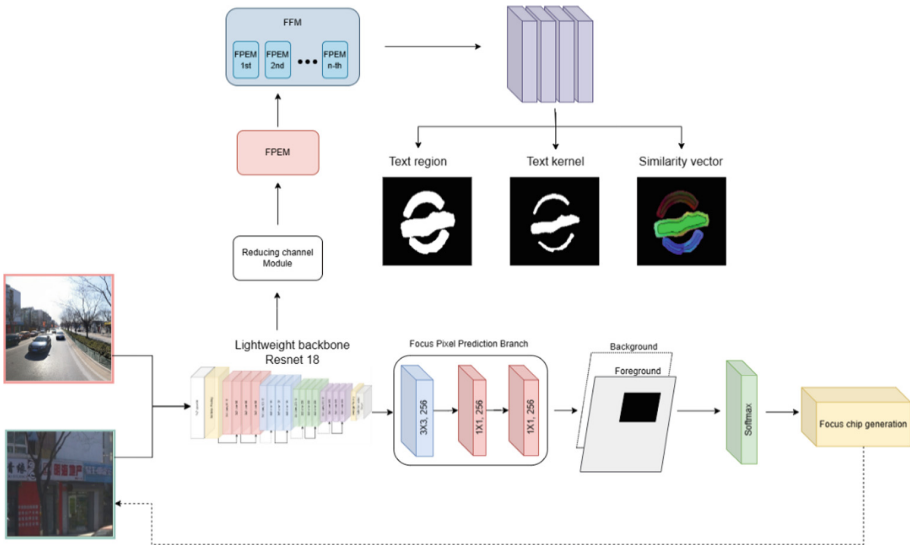 FFM
FPEM
1st
FPEM
2nd
FPEM
n-th
FPEM
Text region
Text kernel
Similarity vector
Reducing channel
Module
Lightweight backbone
Resnet 18
Focus Pixel Prediction Branch
3X3, 256
1X1, 256
1X1, 256
Background
Foreground
Softmax
Focus chip generation